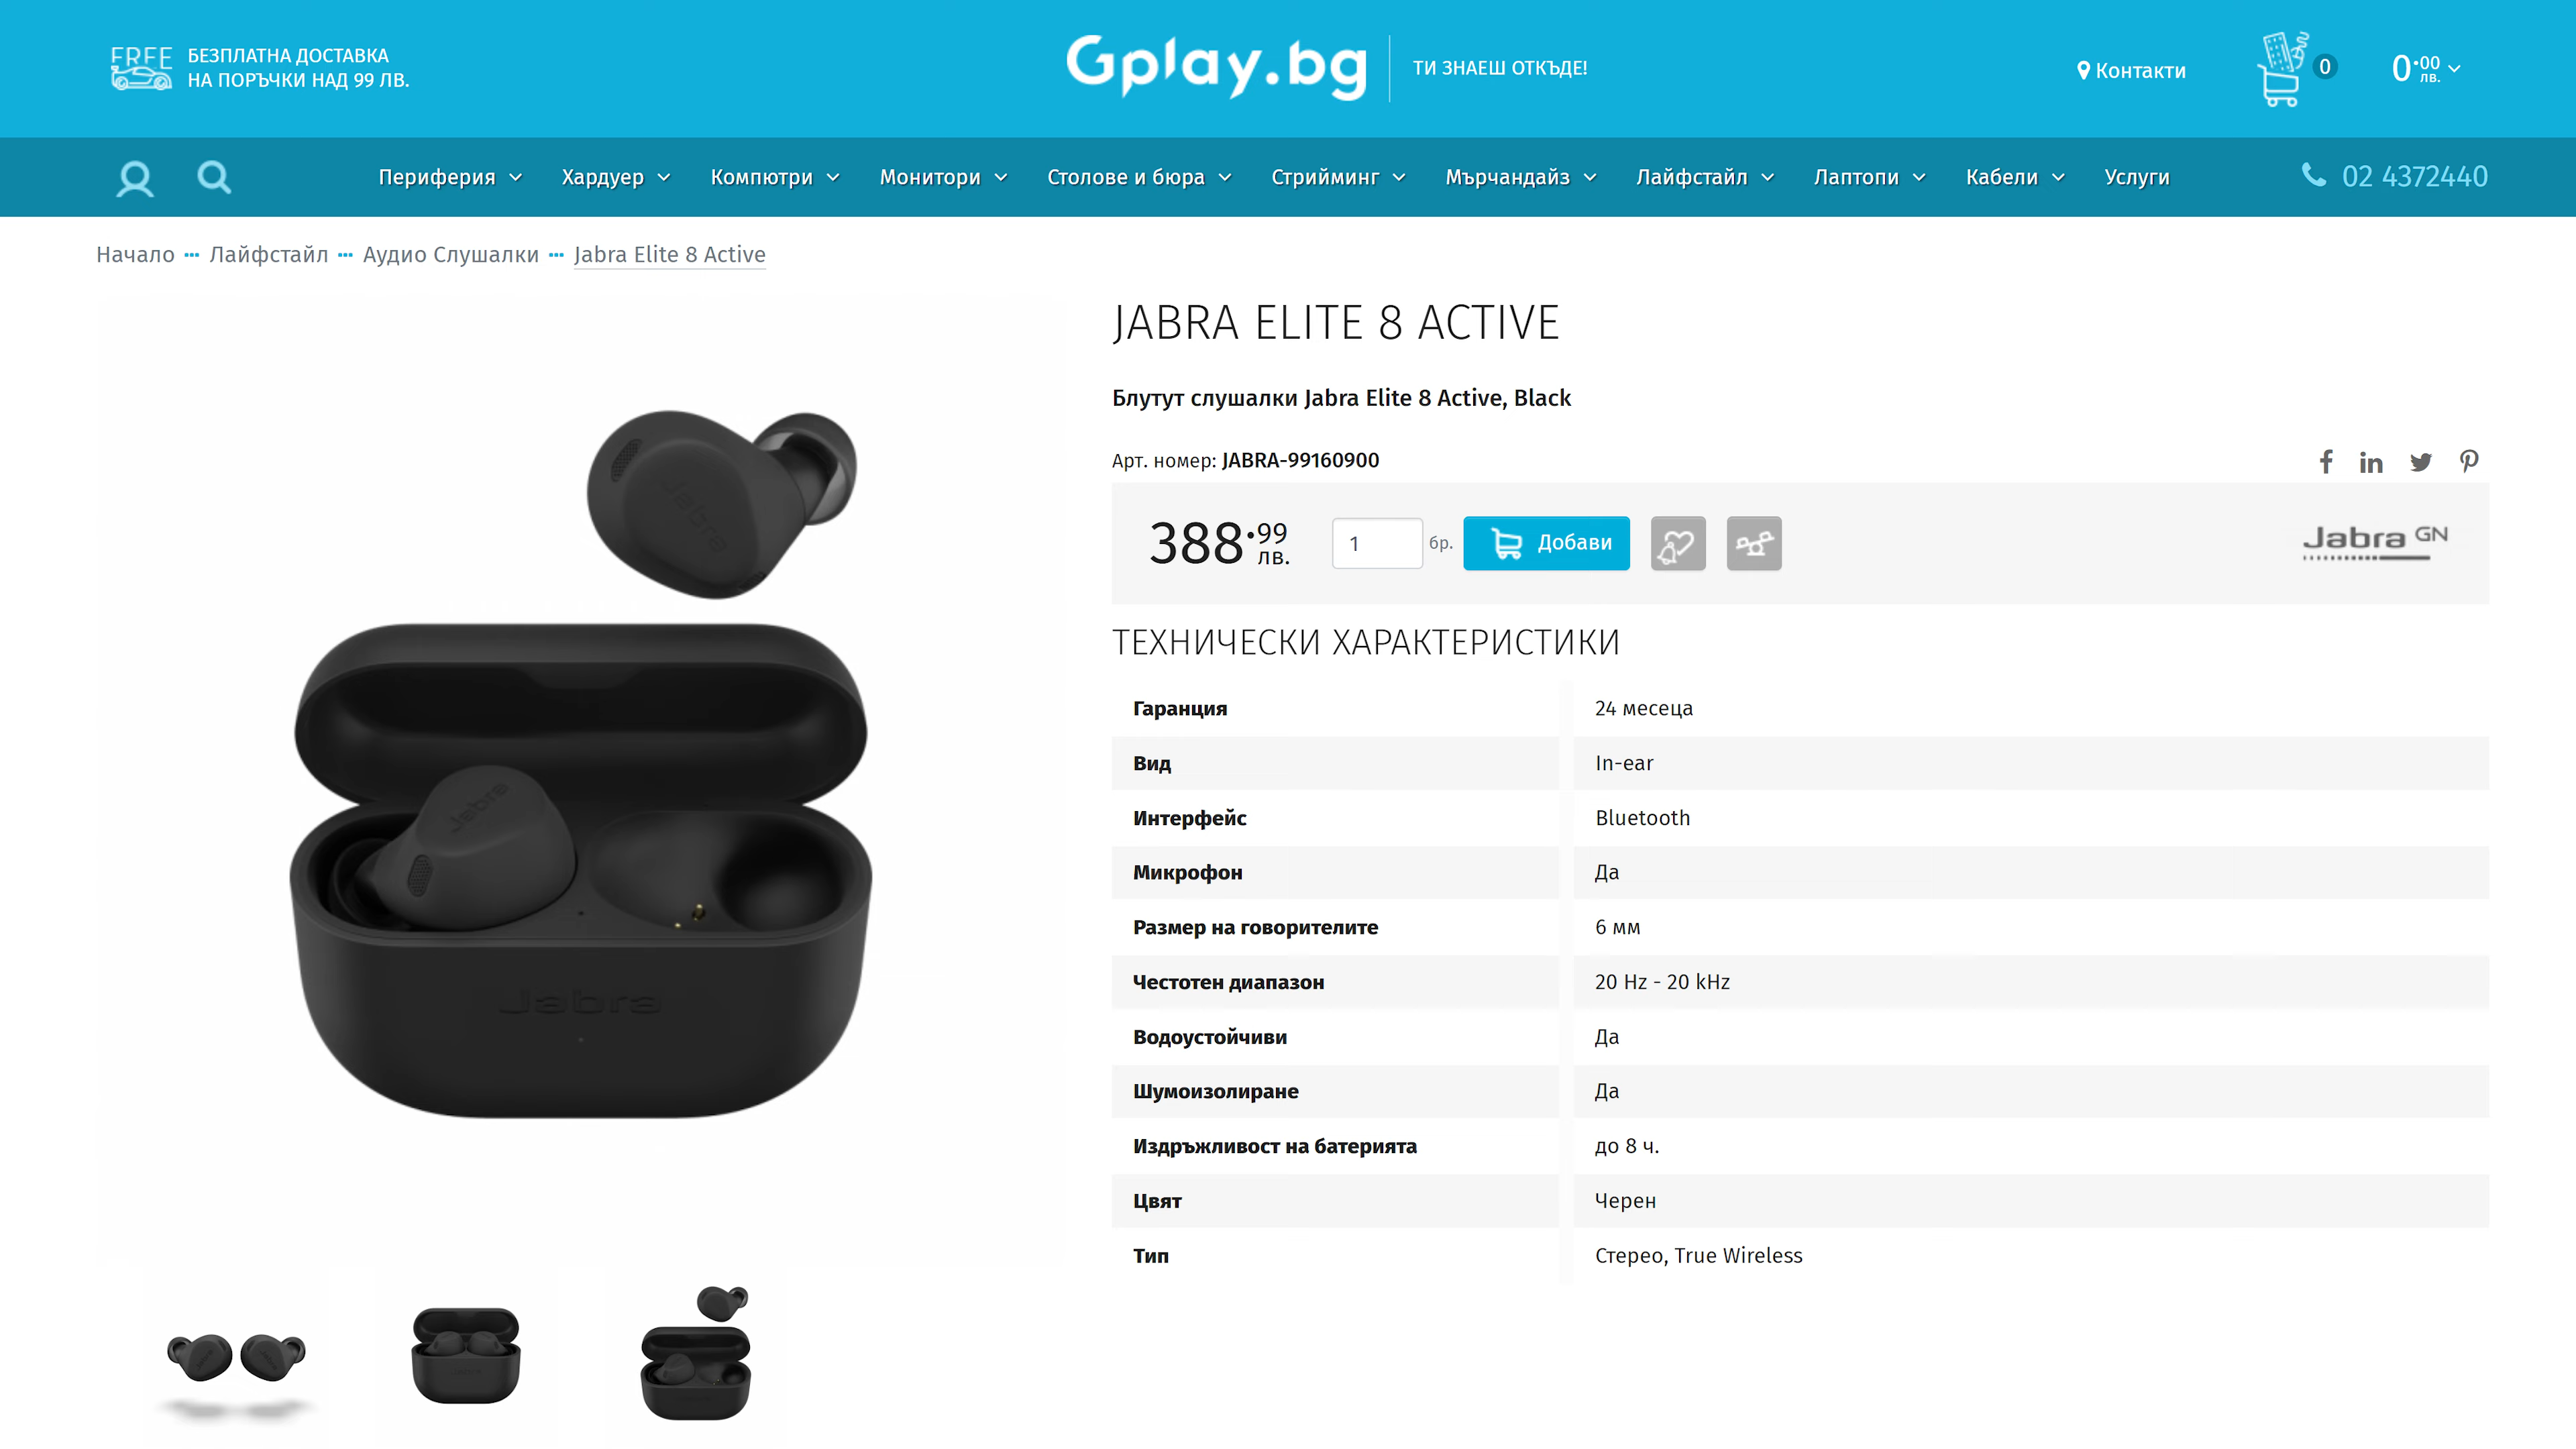 FREE
БЕЗПЛАТНА ДОСТАВКА
НА ПОРЪЧКИ НАД 99 ЛВ.
Gplay.bg
ТИ ЗНАЕШ ОТКЪДЕ!
Контакти
0
0.00 лв.
Периферия Хардуер Компютри Монитори Столове и бюра Стрийминг Мърчандайз Лайфстайл Лаптопи Кабели Услуги 02 4372440
Начало ... Лайфстайл ... Аудио Слушалки ... Jabra Elite 8 Active
Jabra
Jabra
Jabra
JABRA ELITE 8 ACTIVE
Блутут слушалки Jabra Elite 8 Active, Black
Арт. номер: JABRA-99160900
388.99 лв.
1 бр. Добави
Jabra GN
ТЕХНИЧЕСКИ ХАРАКТЕРИСТИКИ
Гаранция 24 месеца
Вид In-ear
Интерфейс Bluetooth
Микрофон Да
Размер на говорителите 6 мм
Честотен диапазон 20 Hz - 20 kHz
Водоустойчиви Да
Шумоизолиране Да
Издръжливост на батерията до 8 ч.
Цвят Черен
Тип Стерео, True Wireless